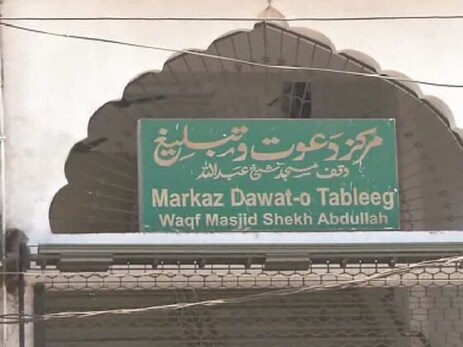 مرکز دعوت و تبلیغ
وقف مسجد شیخ عبداللہ
Markaz Dawat-o Tableeg
Waqf Masjid Shekh Abdullah